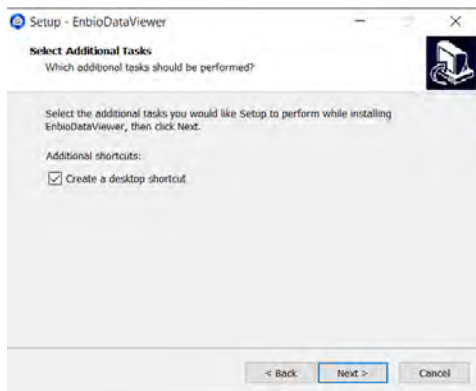 Setup - EnbioDataViewer
Select Additional Tasks
Which additional tasks should be performed?
Select the additional tasks you would like Setup to perform while installing
EnbioDataViewer, then click Next.
Additional shortcuts:
Create a desktop shortcut
< Back Next > Cancel